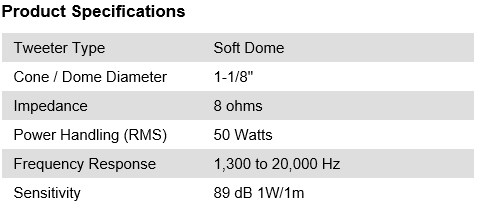 Product Specifications
Tweeter Type Soft Dome
Cone / Dome Diameter 1-1/8"
Impedance 8 ohms
Power Handling (RMS) 50 Watts
Frequency Response 1,300 to 20,000 Hz
Sensitivity 89 dB 1W/1m